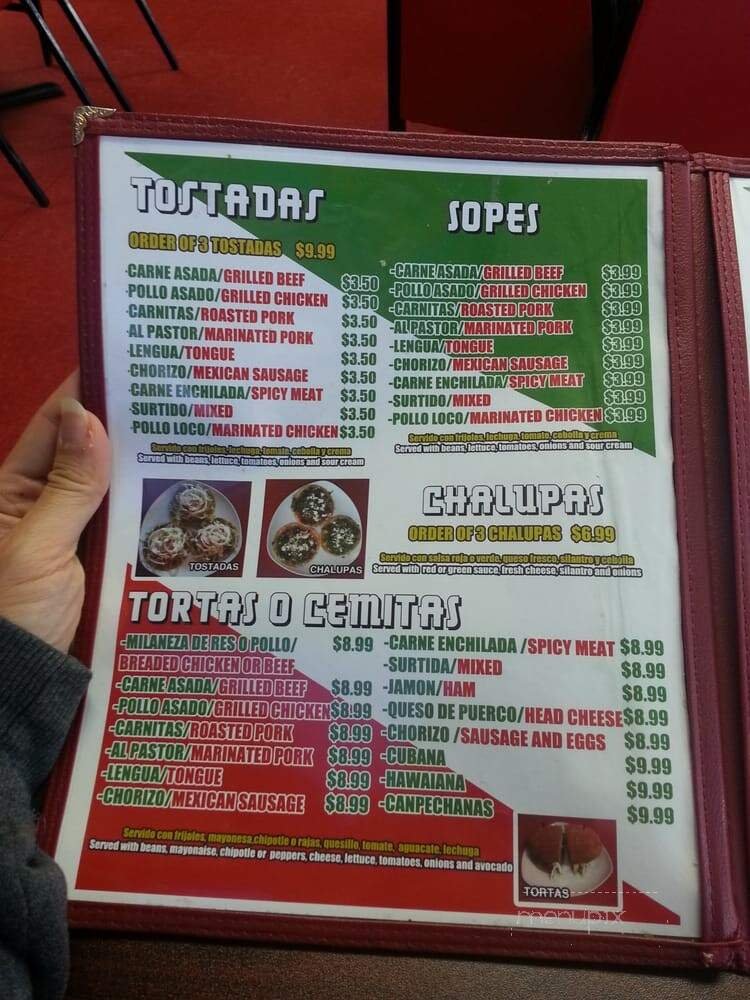 TOSTADAS
ORDER OF 3 TOSTADAS $9.99
-CARNE ASADA/GRILLED BEEF $3.50
-POLLO ASADO/GRILLED CHICKEN $3.50
-CARNITAS/ROASTED PORK $3.50
-AL PASTOR/MARINATED PORK $3.50
-LENGUA/TONGUE $3.50
-CHORIZO/MEXICAN SAUSAGE $3.50
-CARNE ENCHILADA/SPICY MEAT $3.50
-SURTIDO/MIXED $3.50
-POLLO LOCO/MARINATED CHICKEN $3.50
Servido con frijoles, lechuga, tomate, cebolla y crema
Served with beans, lettuce, tomatoes, onions and sour cream
SOPES
-CARNE ASADA/GRILLED BEEF $3.99
-POLLO ASADO/GRILLED CHICKEN $3.99
-CARNITAS/ROASTED PORK $3.99
-AL PASTOR/MARINATED PORK $3.99
-LENGUA/TONGUE $3.99
-CHORIZO/MEXICAN SAUSAGE $3.99
-CARNE ENCHILADA/SPICY MEAT $3.99
-SURTIDO/MIXED $3.99
-POLLO LOCO/MARINATED CHICKEN $3.99
Servido con frijoles, lechuga, tomate, cebolla y crema
Served with beans, lettuce, tomatoes, onions and sour cream
TOSTADAS
CHALUPAS
CHALUPAS
ORDER OF 3 CHALUPAS $6.99
Servido con salsa roja o verde, queso fresco, silantro y cebolla
Served with red or green sauce, fresh cheese, silantro and onions
TORTAS O CEMITAS
-MILANEZA DE RES O POLLO/ $8.99
BREADED CHICKEN OR BEEF
-CARNE ASADA/GRILLED BEEF $8.99
-POLLO ASADO/GRILLED CHICKEN $8.99
-CARNITAS/ROASTED PORK $8.99
-AL PASTOR/MARINATED PORK $8.99
-LENGUA/TONGUE $8.99
-CHORIZO/MEXICAN SAUSAGE $8.99
-CARNE ENCHILADA /SPICY MEAT $8.99
-SURTIDA/MIXED $8.99
-JAMON/HAM $8.99
-QUESO DE PUERCO/HEAD CHEESE $8.99
-CHORIZO /SAUSAGE AND EGGS $8.99
-CUBANA $9.99
-HAWAIANA $9.99
-CANPECHANAS $9.99
Servido con frijoles, mayonesa,chipotle o rajas, quesillo, tomate, aguacate, lechuga
Served with beans, mayonaise, chipotle or peppers, cheese, lettuce, tomatoes, onions and avocado
TORTAS
menupix